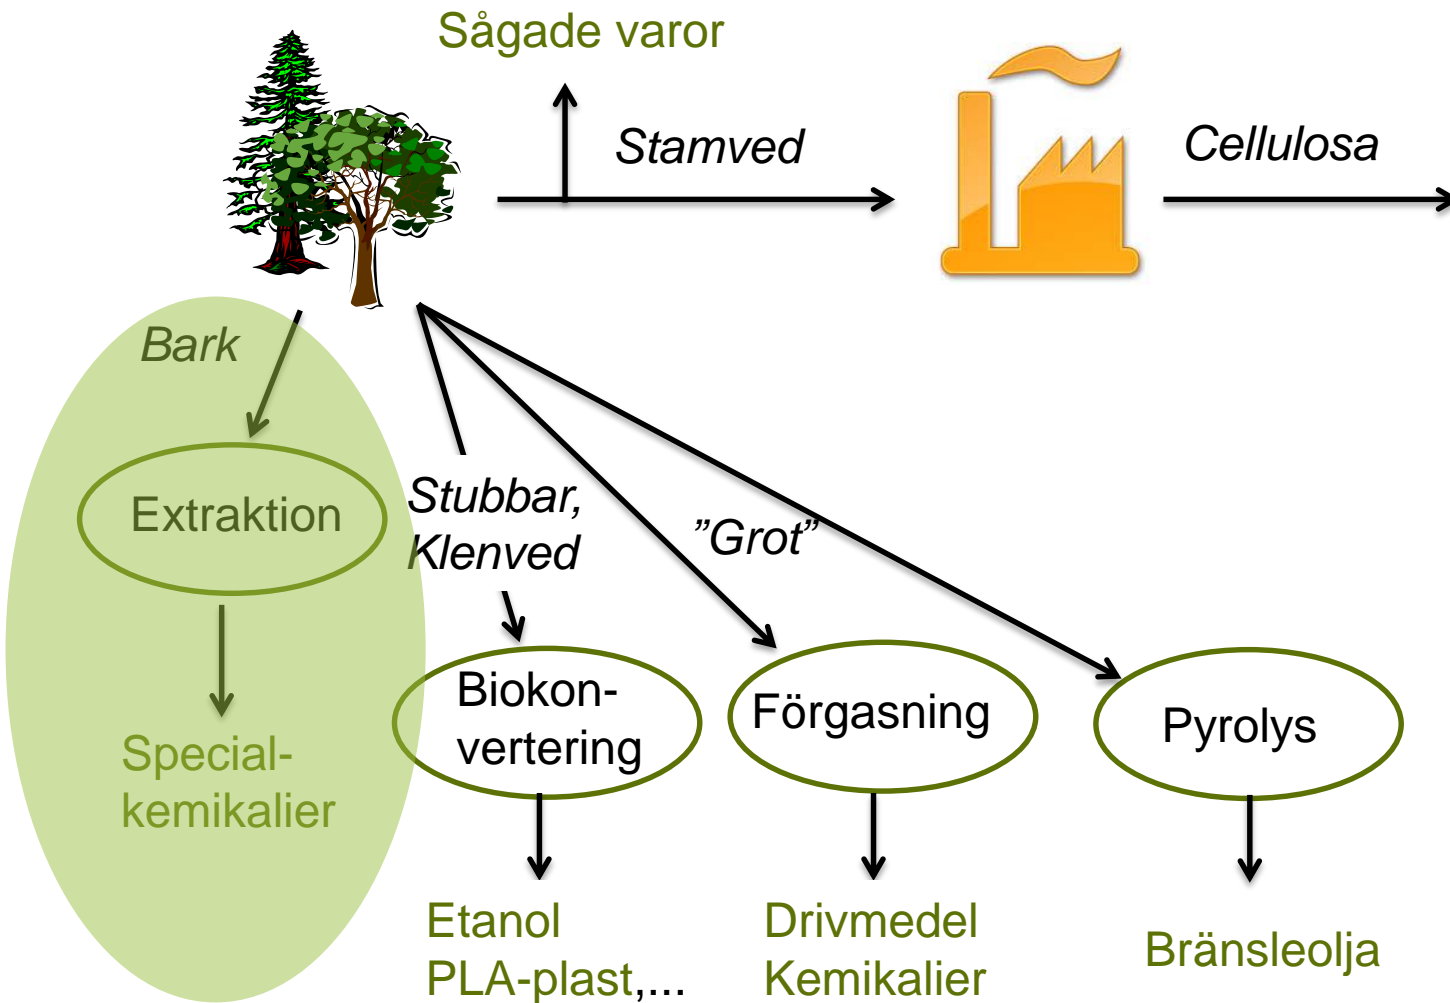 Sågade varor
Stamved
Cellulosa
Bark
Extraktion
Stubbar,
Klenved
”Grot”
Special-
kemikalier
Biokon-
vertering
Förgasning
Pyrolys
Etanol
PLA-plast,...
Drivmedel
Kemikalier
Bränsleolja